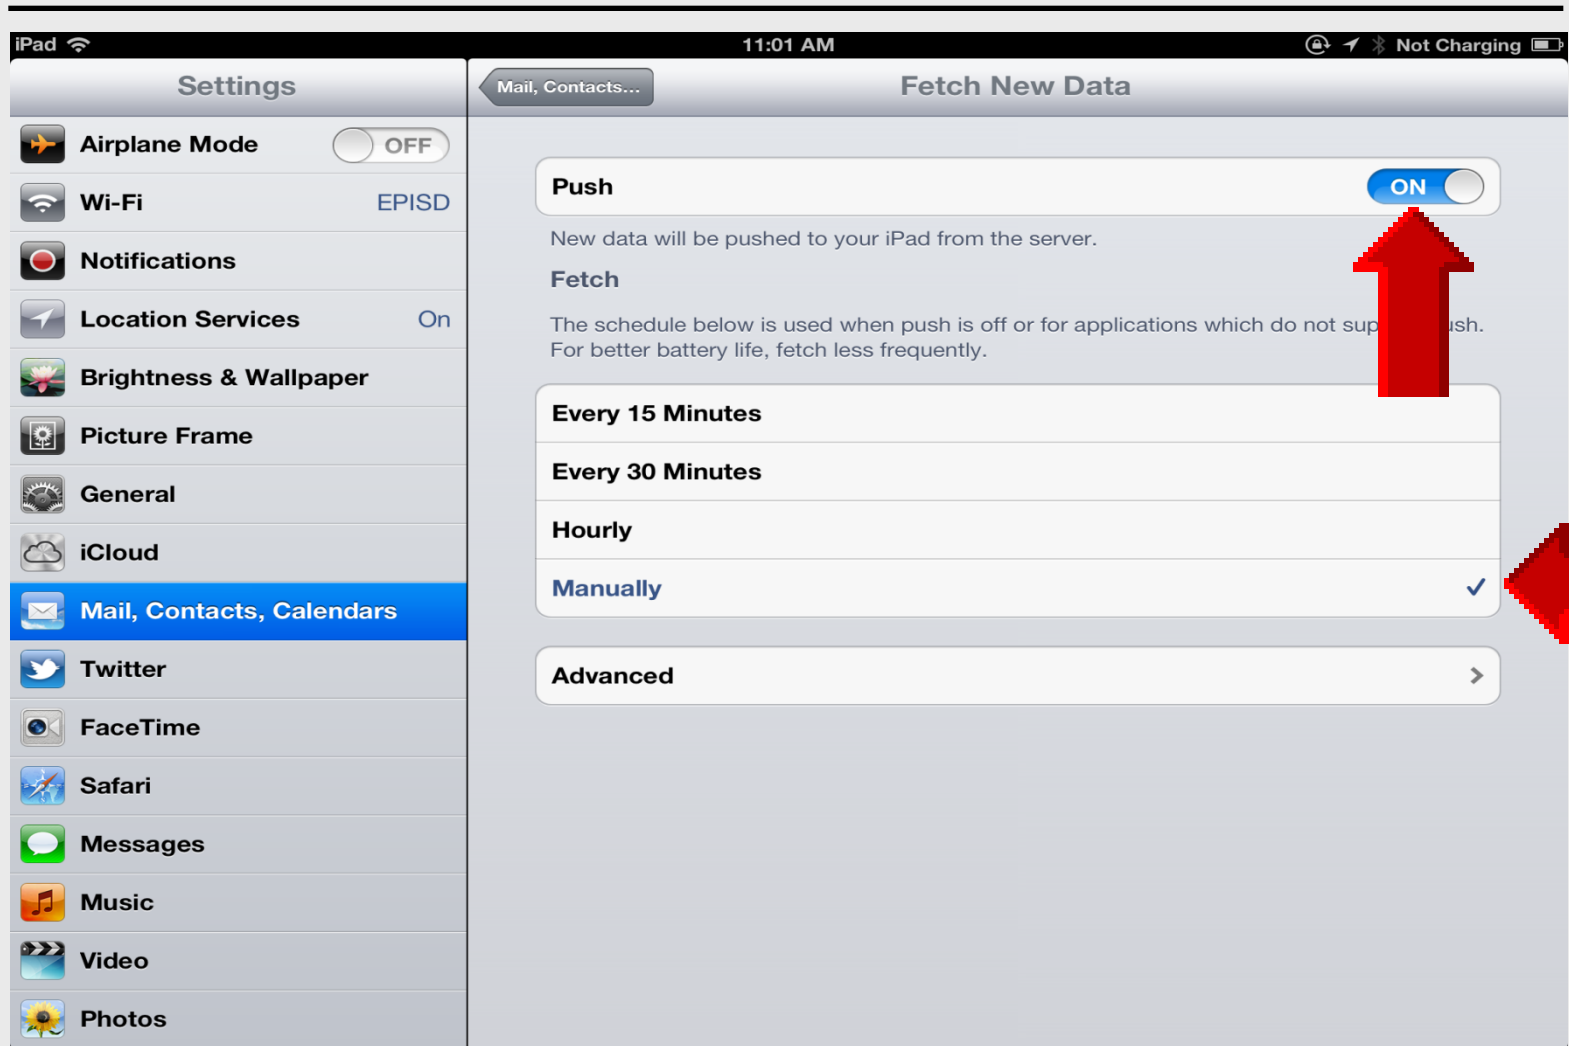 iPad
11:01 AM
Not Charging
Settings
Mail, Contacts...
Fetch New Data
Airplane Mode
OFF
Wi-Fi
EPISD
Notifications
Location Services
On
Brightness & Wallpaper
Picture Frame
General
iCloud
Mail, Contacts, Calendars
Twitter
FaceTime
Safari
Messages
Music
Video
Photos
Push
ON
New data will be pushed to your iPad from the server.
Fetch
The schedule below is used when push is off or for applications which do not
For better battery life, fetch less frequently.
Every 15 Minutes
Every 30 Minutes
Hourly
Manually
Advanced